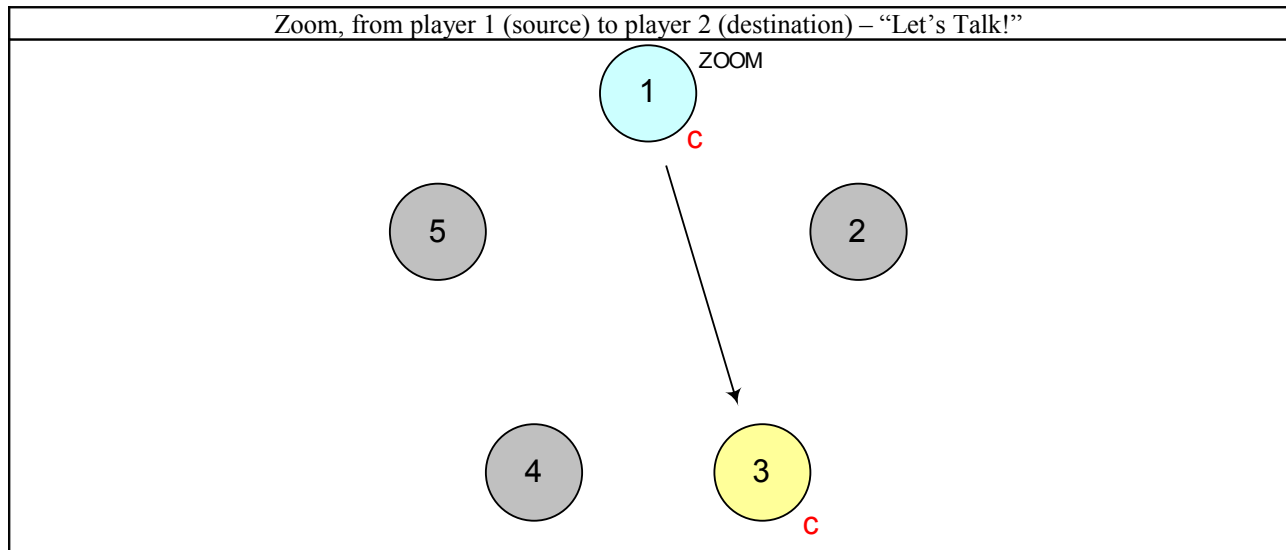 Zoom, from player 1 (source) to player 2 (destination) – “Let’s Talk!”
1 ZOOM
C
5 2
4 3
C